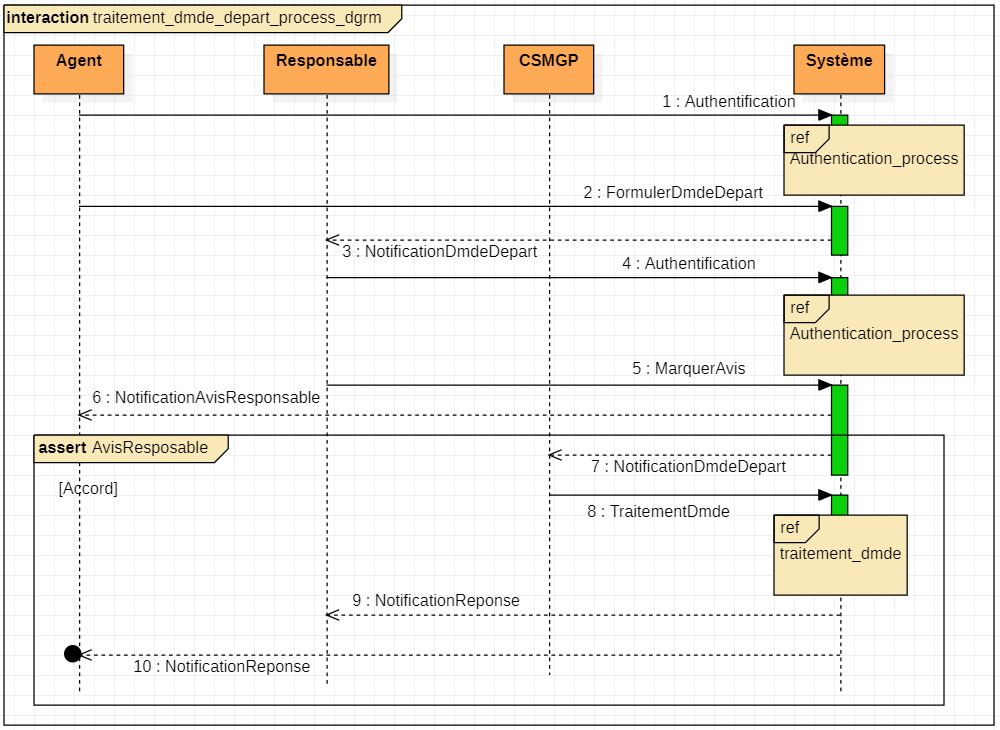 interaction traitement_dmde_depart_process_dgrm
Agent
Responsable
CSMGP
Système
1 : Authentification
ref
Authentication_process
2 : FormulerDmdeDepart
3 : NotificationDmdeDepart
4 : Authentification
ref
Authentication_process
5 : MarquerAvis
6 : NotificationAvisResponsable
assert AvisResposable
7 : NotificationDmdeDepart
[Accord]
8 : TraitementDmde
ref
traitement_dmde
9 : NotificationReponse
10 : NotificationReponse